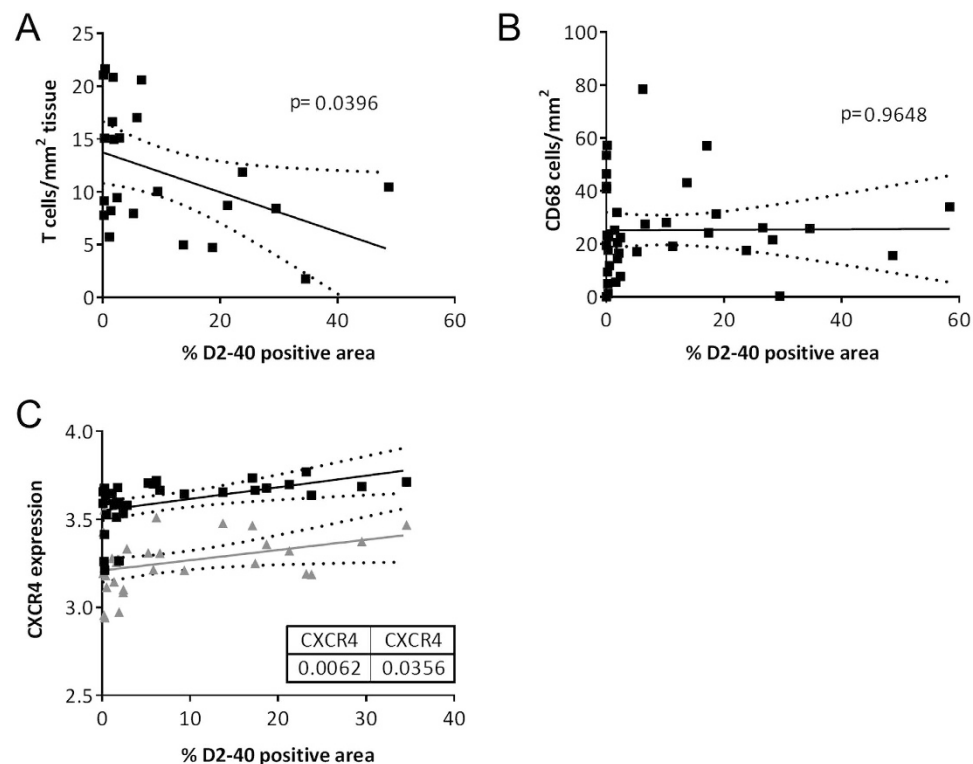 A
T cells/mm² tissue
25
20
15
10
5
0
p= 0.0396
0 20 40 60
% D2-40 positive area
B
CD68 cells/mm²
100
80
60
40
20
0
p= 0.9648
0 20 40 60
% D2-40 positive area
C
CXCR4 expression
4.0
3.5
3.0
2.5
CXCR4 CXCR4
0.0062 0.0356
0 10 20 30 40
% D2-40 positive area